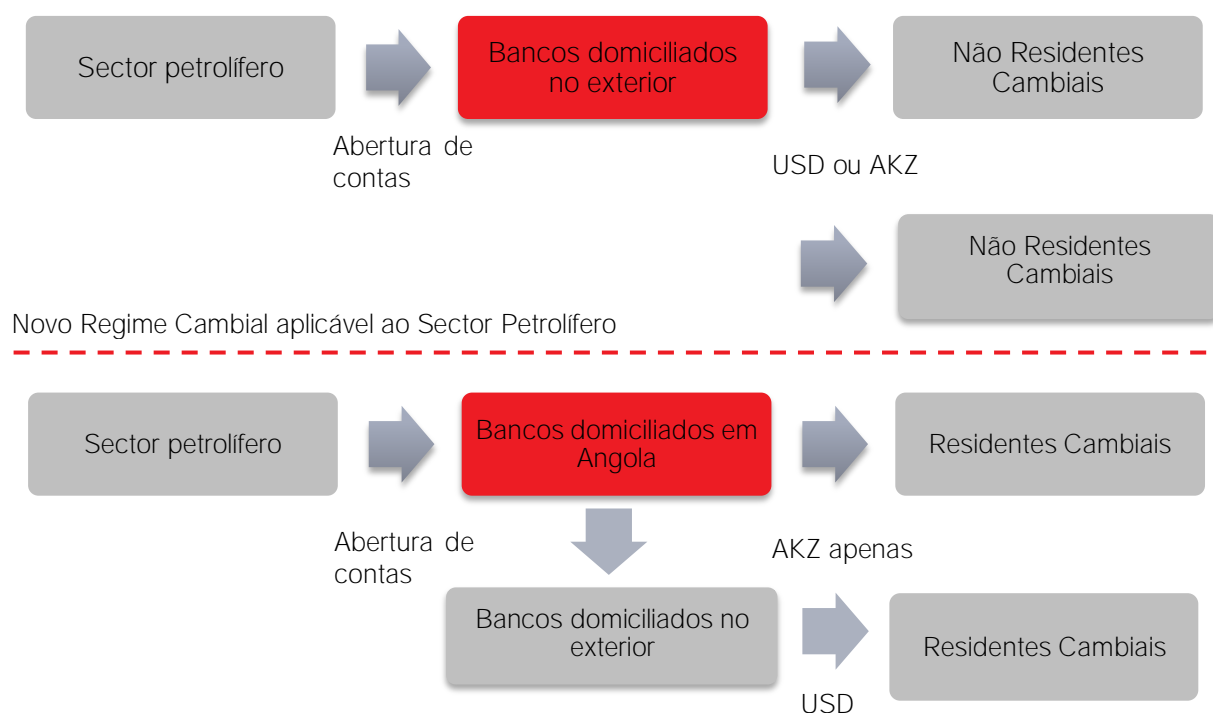 Sector petrolífero
Bancos domiciliados
no exterior
Não Residentes
Cambiais
Abertura de
contas
USD ou AKZ
Não Residentes
Cambiais
Novo Regime Cambial aplicável ao Sector Petrolífero
Sector petrolífero
Bancos domiciliados em
Angola
Residentes Cambiais
Abertura de
contas
AKZ apenas
Bancos domiciliados no
exterior
Residentes Cambiais
USD